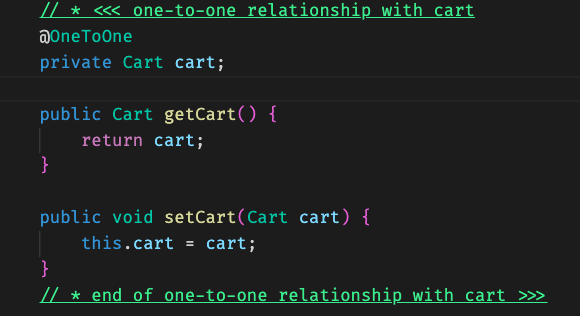 // * <<< one-to-one relationship with cart
@OneToOne
private Cart cart;
public Cart getCart() {
return cart;
}
public void setCart(Cart cart) {
this.cart = cart;
}
// * end of one-to-one relationship with cart >>>